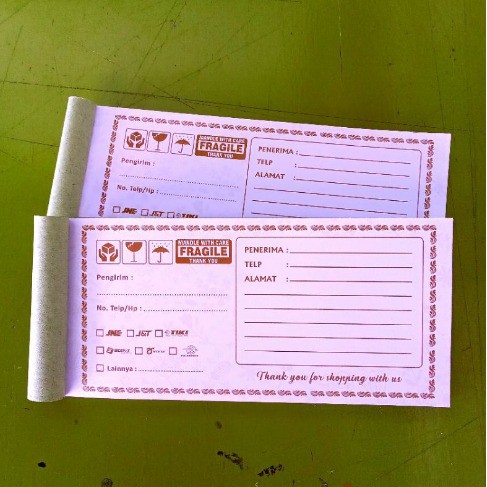 HANDLE WITH CARE
FRAGILE
THANK YOU
Pengirim :
No. Telp/Hp :
JNE J&T TIKI
PENERIMA :
TELP
ALAMAT :
HANDLE WITH CARE
FRAGILE
THANK YOU
Pengirim :
No. Telp/Hp :
JNE J&T TIKI
Lainnya :
PENERIMA :
TELP :
ALAMAT :
Thank you for shopping with us